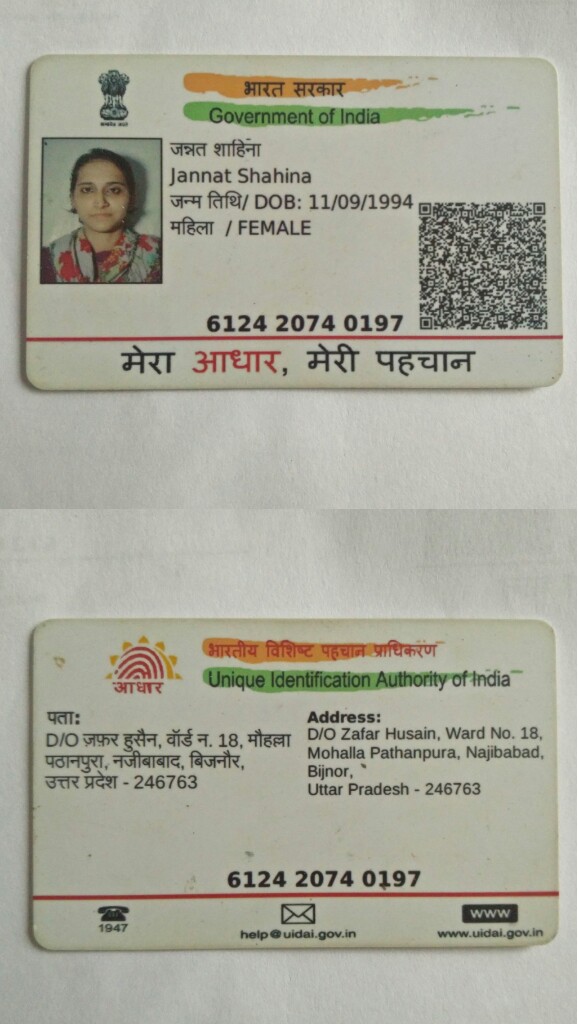 भारत सरकार
Government of India
जन्नत शाहिना
Jannat Shahina
जन्म तिथि/ DOB: 11/09/1994
महिला / FEMALE
6124 2074 0197
मेरा आधार, मेरी पहचान
भारतीय विशिष्ट पहचान प्राधिकरण
Unique Identification Authority of India
आधार
पता:
D/O ज़फ़र हुसैन, वॉर्ड न. 18, मौहल्ला
पठानपुरा, नजीबाबाद, बिजनौर,
उत्तर प्रदेश - 246763
Address:
D/O Zafar Husain, Ward No. 18,
Mohalla Pathanpura, Najibabad,
Bijnor,
Uttar Pradesh - 246763
6124 2074 0197
1947
help@uidai.gov.in
www
www.uidai.gov.in